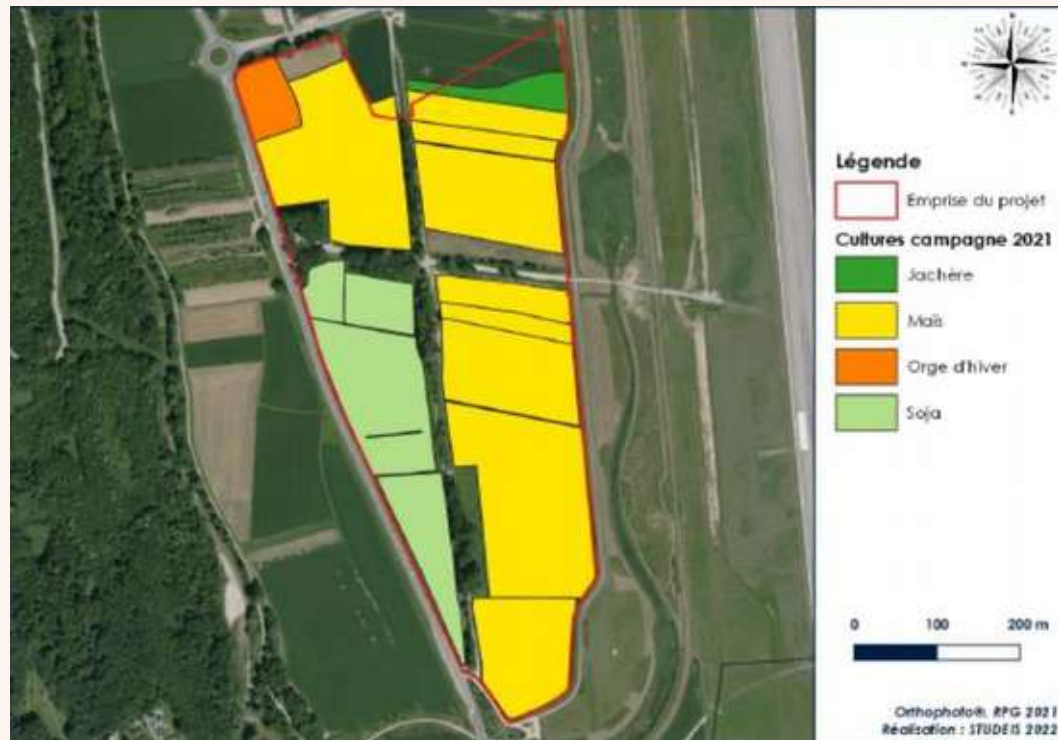 Légende
Emprise du projet
Cultures campagne 2021
Jachère
Maïs
Orge d'hiver
Soja
0 100 200 m
Orthophoto®, RPG 2021
Réalisation : STUDEIS 2022